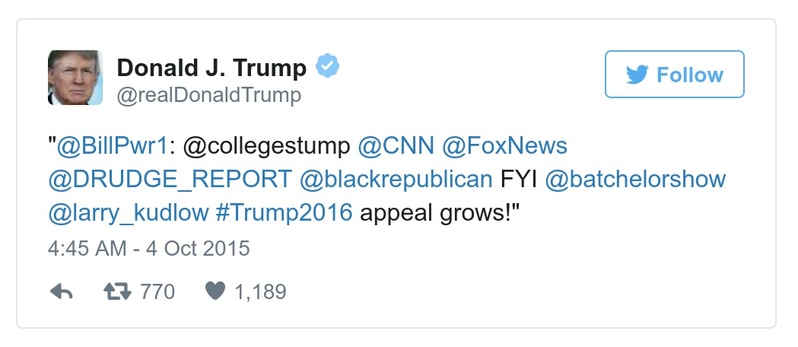 Donald J. Trump
@realDonaldTrump
Follow
"@BillPwr1: @collegestump @CNN @FoxNews
@DRUDGE_REPORT @blackrepublican FYI @batchelorshow
@larry_kudlow #Trump2016 appeal grows!"
4:45 AM - 4 Oct 2015
770 1,189